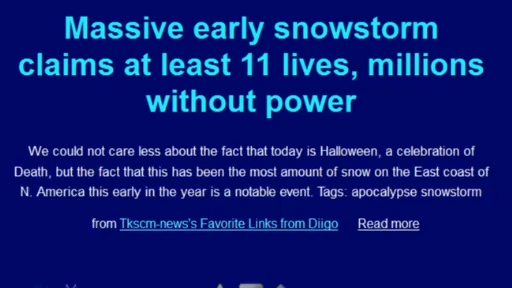 Massive early snowstorm
claims at least 11 lives, millions
without power
We could not care less about the fact that today is Halloween, a celebration of
Death, but the fact that this has been the most amount of snow on the East coast of
N. America this early in the year is a notable event. Tags: apocalypse snowstorm
from Tkscm-news's Favorite Links from Diigo Read more